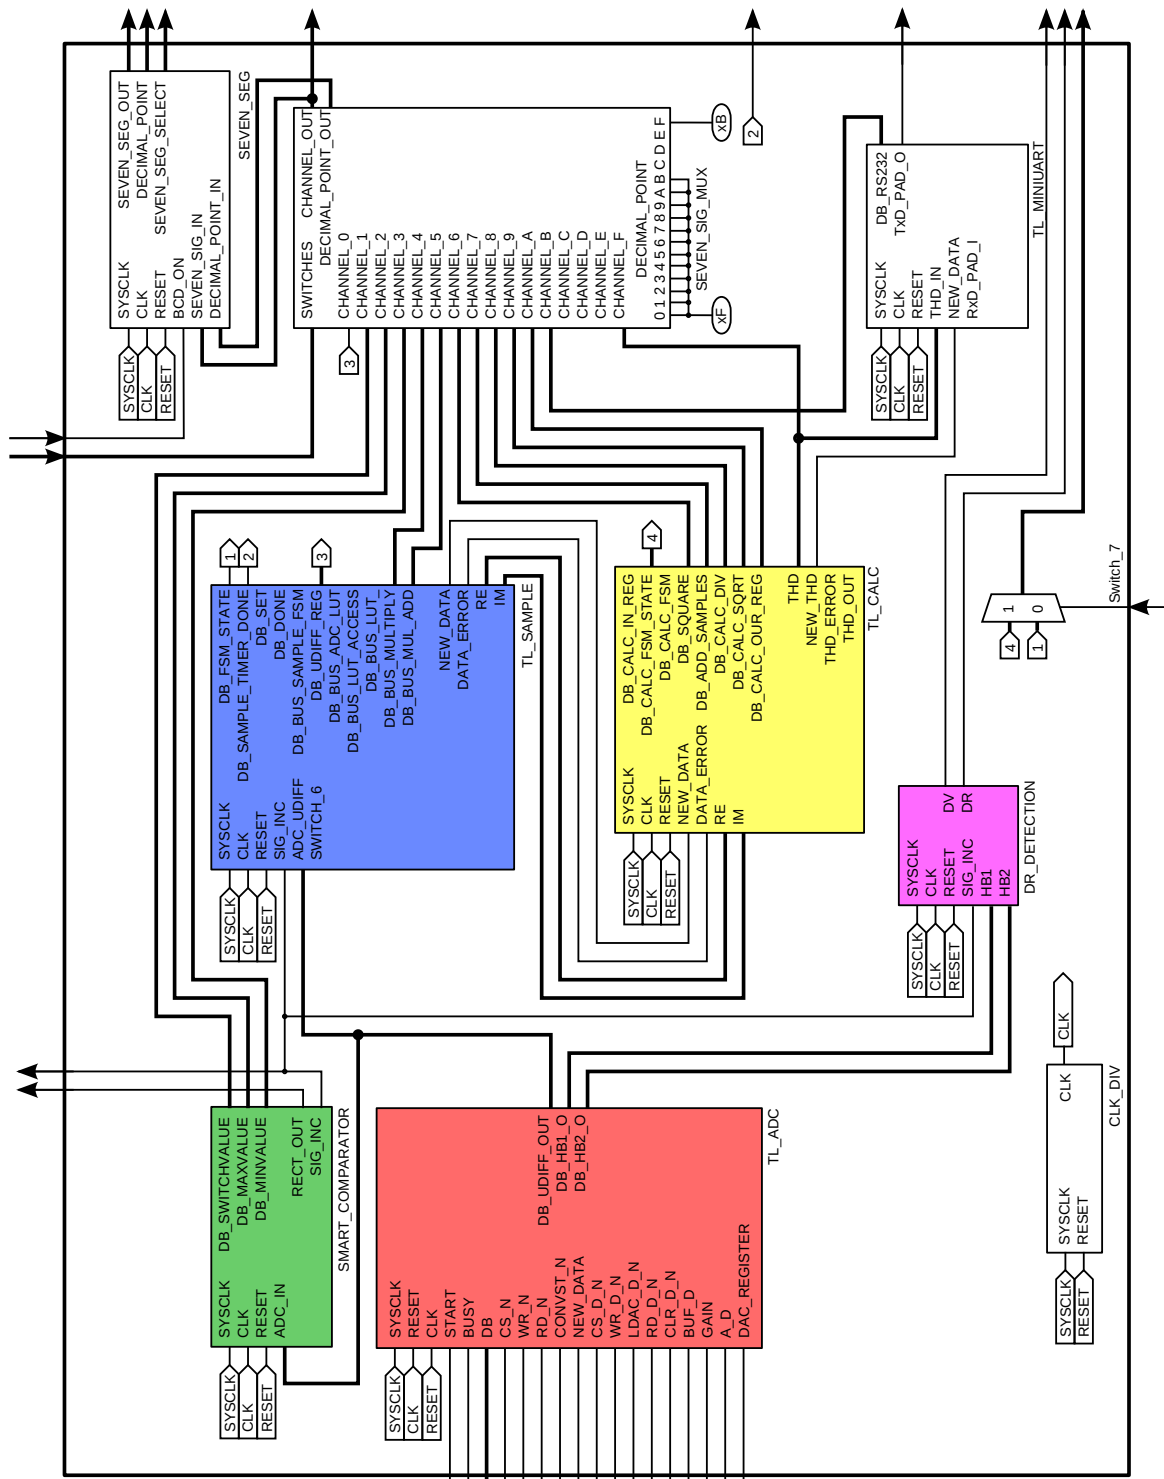 SEVEN_SEG_OUT
DECIMAL_POINT
SEVEN_SEG_SELECT
SYSCLK
CLK
RESET
BCD_ON
SEVEN_SIG_IN
DECIMAL_POINT_IN
SEVEN_SEG
SYSCLK
CLK
RESET
CHANNEL_OUT
DECIMAL_POINT_OUT
SWITCHES
CHANNEL_0
CHANNEL_1
CHANNEL_2
CHANNEL_3
CHANNEL_4
CHANNEL_5
CHANNEL_6
CHANNEL_7
CHANNEL_8
CHANNEL_9
CHANNEL_A
CHANNEL_B
CHANNEL_C
CHANNEL_D
CHANNEL_E
CHANNEL_F
DECIMAL_POINT
0 1 2 3 4 5 6 7 8 9 A B C D E F
SEVEN_SIG_MUX
xB
xF
3
2
DB_RS232
TxD_PAD_O
SYSCLK
CLK
RESET
THD_IN
NEW_DATA
RxD_PAD_I
TL_MINIUART
SYSCLK
CLK
RESET
1
2
3
DB_FSM_STATE
DB_SAMPLE_TIMER_DONE
DB_SET
DB_DONE
DB_BUS_SAMPLE_FSM
DB_UDIFF_REG
DB_BUS_ADC_LUT
DB_BUS_LUT_ACCESS
DB_BUS_LUT_
DB_BUS_MULTIPLY
DB_BUS_MUL_ADD
NEW_DATA
DATA_ERROR
RE
IM
SYSCLK
CLK
RESET
SIG_INC
ADC_UDIFF
SWITCH_6
TL_SAMPLE
SYSCLK
CLK
RESET
4
DB_CALC_IN_REG
DB_CALC_FSM_STATE
DB_CALC_FSM
DB_SQUARE
DB_ADD_SAMPLES
DB_CALC_DIV
DB_CALC_SQRT
DB_CALC_OUR_REG
THD
NEW_THD
THD_ERROR
THD_OUT
SYSCLK
CLK
RESET
NEW_DATA
DATA_ERROR
RE
IM
TL_CALC
SYSCLK
CLK
RESET
Switch_7
1
0
4
1
DV
DR
SYSCLK
CLK
RESET
SIG_INC
HB1
HB2
DR_DETECTION
SYSCLK
CLK
RESET
DB_SWITCHVALUE
DB_MAXVALUE
DB_MINVALUE
RECT_OUT
SIG_INC
SYSCLK
CLK
RESET
ADC_IN
SMART_COMPARATOR
SYSCLK
CLK
RESET
DB_UDIFF_OUT
DB_HB1_O
DB_HB2_O
SYSCLK
RESET
CLK
START
BUSY
DB
CS_N
WR_N
RD_N
CONVST_N
NEW_DATA
CS_D_N
WR_D_N
LDAC_D_N
RD_D_N
CLR_D_N
BUF_D
GAIN
A_D
DAC_REGISTER
TL_ADC
SYSCLK
CLK
RESET
CLK
CLK
SYSCLK
RESET
CLK_DIV
SYSCLK
RESET